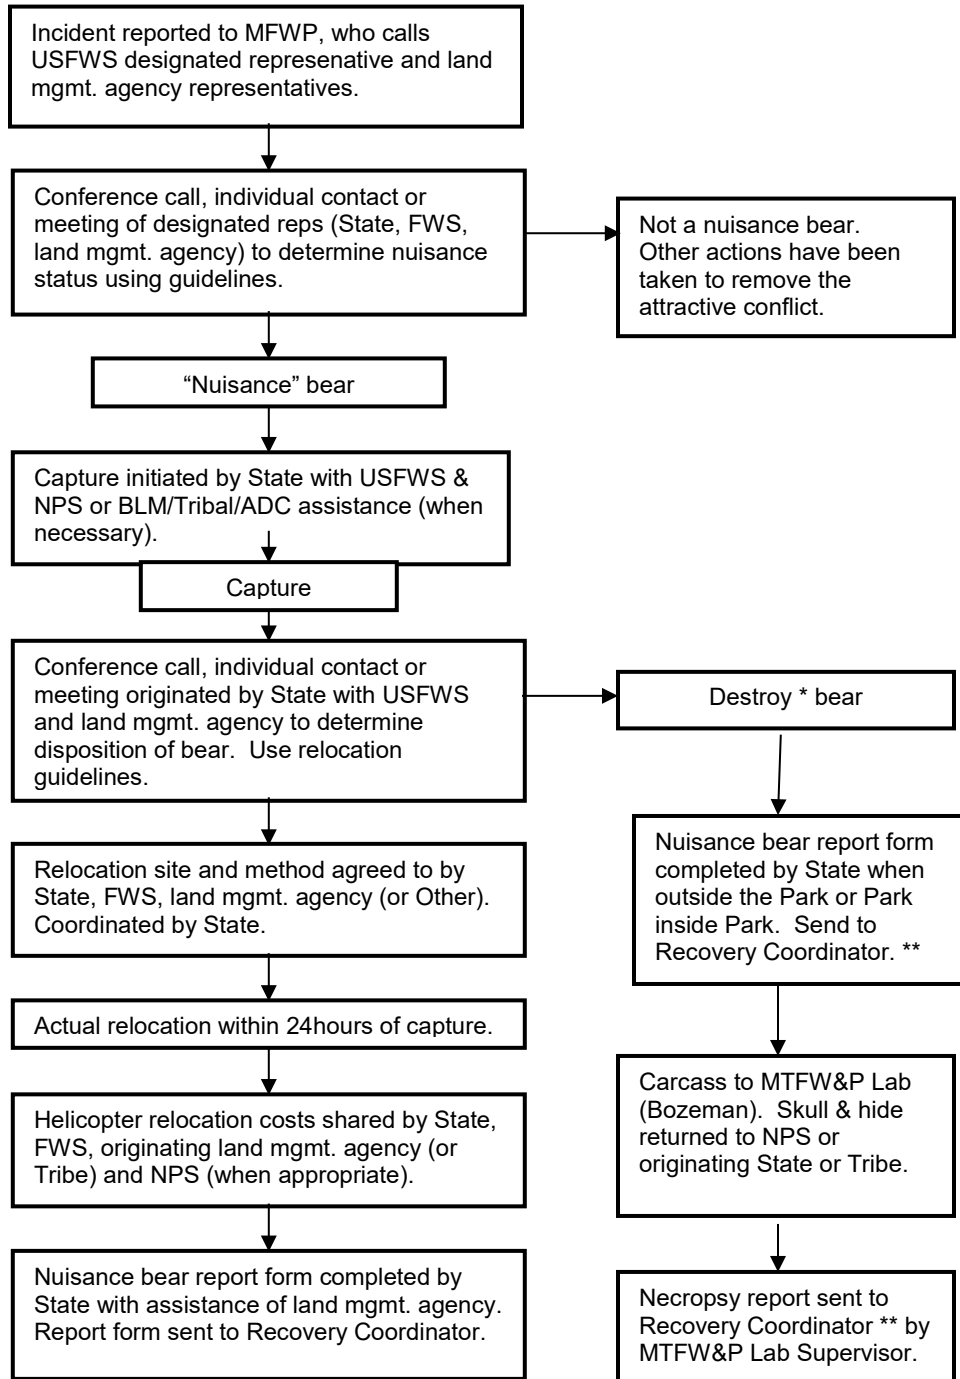 Incident reported to MFWP, who calls
USFWS designated represenative and land
mgmt. agency representatives.
Conference call, individual contact or
meeting of designated reps (State, FWS,
land mgmt. agency) to determine nuisance
status using guidelines.
Not a nuisance bear.
Other actions have been
taken to remove the
attractive conflict.
“Nuisance” bear
Capture initiated by State with USFWS &
NPS or BLM/Tribal/ADC assistance (when
necessary).
Capture
Conference call, individual contact or
meeting originated by State with USFWS
and land mgmt. agency to determine
disposition of bear.  Use relocation
guidelines.
Destroy * bear
Relocation site and method agreed to by
State, FWS, land mgmt. agency (or Other).
Coordinated by State.
Actual relocation within 24hours of capture.
Helicopter relocation costs shared by State,
FWS, originating land mgmt. agency (or
Tribe) and NPS (when appropriate).
Nuisance bear report form completed by
State with assistance of land mgmt. agency.
Report form sent to Recovery Coordinator.
Nuisance bear report form
completed by State when
outside the Park or Park
inside Park.  Send to
Recovery Coordinator. **
Carcass to MTFW&P Lab
(Bozeman).  Skull & hide
returned to NPS or
originating State or Tribe.
Necropsy report sent to
Recovery Coordinator ** by
MTFW&P Lab Supervisor.